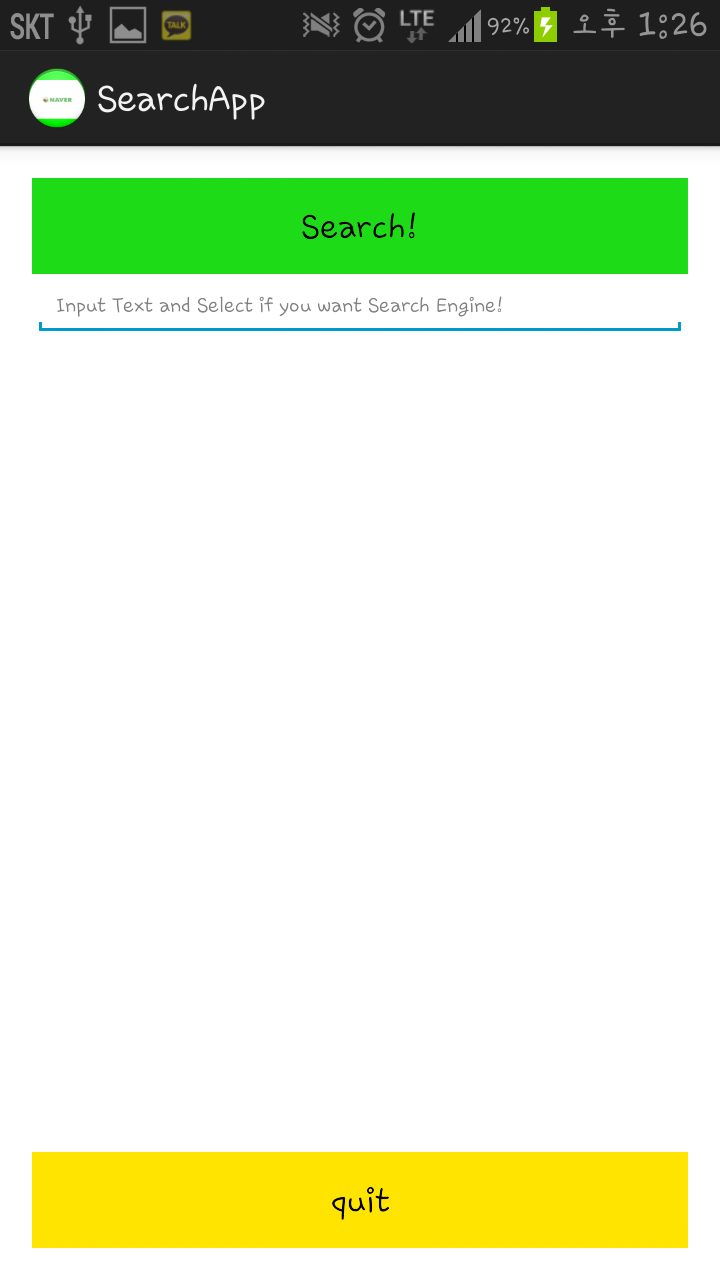 SKT TALK LTE 92% 오후 1:26
NAVER SearchApp
Search!
Input Text and Select if you want Search Engine!
quit